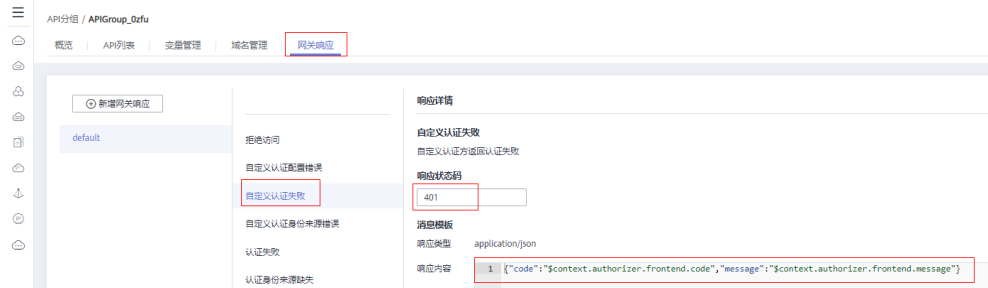 API分组 / APIGroup_0zfu
概览 API列表 变量管理 域名管理 网关响应
新增网关响应
default
拒绝访问
自定义认证配置错误
自定义认证失败
自定义认证身份来源错误
认证失败
认证身份来源缺失
响应详情
自定义认证失败
自定义认证方返回认证失败
响应状态码
401
消息模板
响应类型 application/json
响应内容 1 {"code":"$context.authorizer.frontend.code","message":"$context.authorizer.frontend.message"}